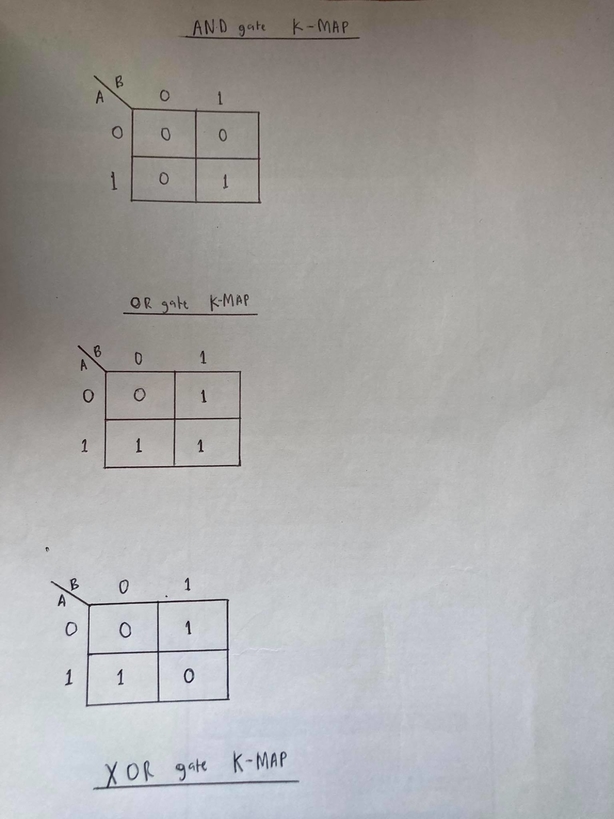 AND gate K-MAP
B
A 0 1
0 0 0
1 0 1
OR gate K-MAP
B
A 0 1
0 0 1
1 1 1
B
A 0 1
0 0 1
1 1 0
XOR gate K-MAP